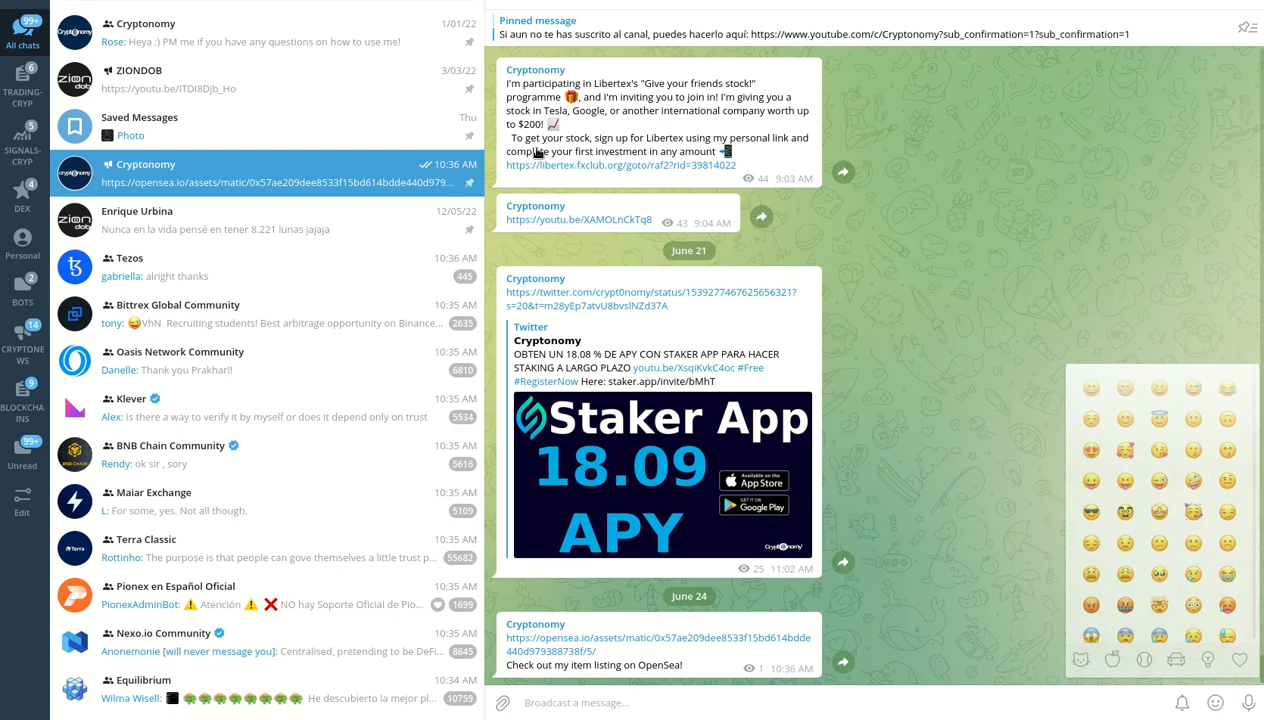 99+
All chats
6
TRADING-
CRYP
5
SIGNALS-
CRYP
4
DEX
Personal
2
BOTS
14
CRYPTONE
WS
9
BLOCKCHA
INS
99+
Unread
Edit
Cryptonomy 1/01/22
Rose: Heya :) PM me if you have any questions on how to use me!
ZIONDOB 3/03/22
https://youtu.be/lTDI8Djb_Ho
Saved Messages Thu
Photo
Cryptonomy 10:36 AM
https://opensea.io/assets/matic/0x57ae209dee8533f15bd614bdde440d979...
Enrique Urbina 12/05/22
Nunca en la vida pensé en tener 8.221 lunas jajaja
Tezos 10:36 AM
gabriella: alright thanks 445
Bittrex Global Community 10:35 AM
tony: 😜VhN Recruiting students! Best arbitrage opportunity on Binance... 2635
Oasis Network Community 10:35 AM
Danelle: Thank you Prakhar!! 6810
Klever 10:35 AM
Alex: Is there a way to verify it by myself or does it depend only on trust 5534
BNB Chain Community 10:35 AM
Rendy: ok sir , sory 5616
Maiar Exchange 10:35 AM
L: For some, yes. Not all though. 5109
Terra Classic 10:35 AM
Rottinho: The purpose is that people can gove themselves a little trust p... 55682
Pionex en Español Oficial 10:35 AM
PionexAdminBot: ⚠️ Atención ⚠️ ❌ NO hay Soporte Oficial de Pio... 1699
Nexo.io Community 10:35 AM
Anonemonie [will never message you]: Centralised, pretending to be DeFi... 8645
Equilibrium 10:34 AM
Wilma Wisell: He descubierto la mejor pl... 10759
Pinned message
Si aun no te has suscrito al canal, puedes hacerlo aquí: https://www.youtube.com/c/Cryptonomy?sub_confirmation=1?sub_confirmation=1
Cryptonomy
I'm participating in Libertex's "Give your friends stock!"
programme 🎁, and I'm inviting you to join in! I'm giving you a
stock in Tesla, Google, or another international company worth up
to $200! 📈
To get your stock, sign up for Libertex using my personal link and
complete your first investment in any amount 📲
https://libertex.fxclub.org/goto/raf2?rid=39814022
44 9:03 AM
Cryptonomy
https://youtu.be/XAMOLnCkTq8 43 9:04 AM
June 21
Cryptonomy
https://twitter.com/crypt0nomy/status/1539277467625656321?
s=20&t=m28yEp7atvU8bvslNZd37A
Twitter
Cryptonomy
OBTEN UN 18.08 % DE APY CON STAKER APP PARA HACER
STAKING A LARGO PLAZO youtu.be/XsqiKvkC4oc #Free
#RegisterNow Here: staker.app/invite/bMhT
Staker App
18.09
APY
Available on the
App Store
GET IT ON
Google Play
Cryptonomy
25 11:02 AM
June 24
https://opensea.io/assets/matic/0x57ae209dee8533f15bd614bdde
440d979388738f/5/
Check out my item listing on OpenSea! 1 10:36 AM
Cryptonomy
Broadcast a message...